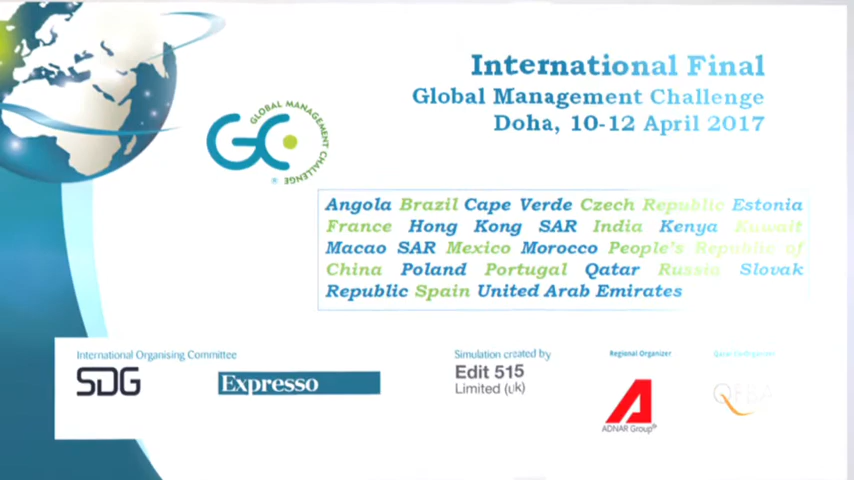 International Final
Global Management Challenge
Doha, 10-12 April 2017
GLOBAL MANAGEMENT CHALLENGE ®
GC
Angola Brazil Cape Verde Czech Republic Estonia
France Hong Kong SAR India Kenya Kuwait
Macao SAR Mexico Morocco People's Republic of
China Poland Portugal Qatar Russia Slovak
Republic Spain United Arab Emirates
International Organising Committee
SDG
Expresso
Simulation created by
Edit 515
Limited (uk)
Regional Organizer
ADNAR Group®
Qatar
QFBA